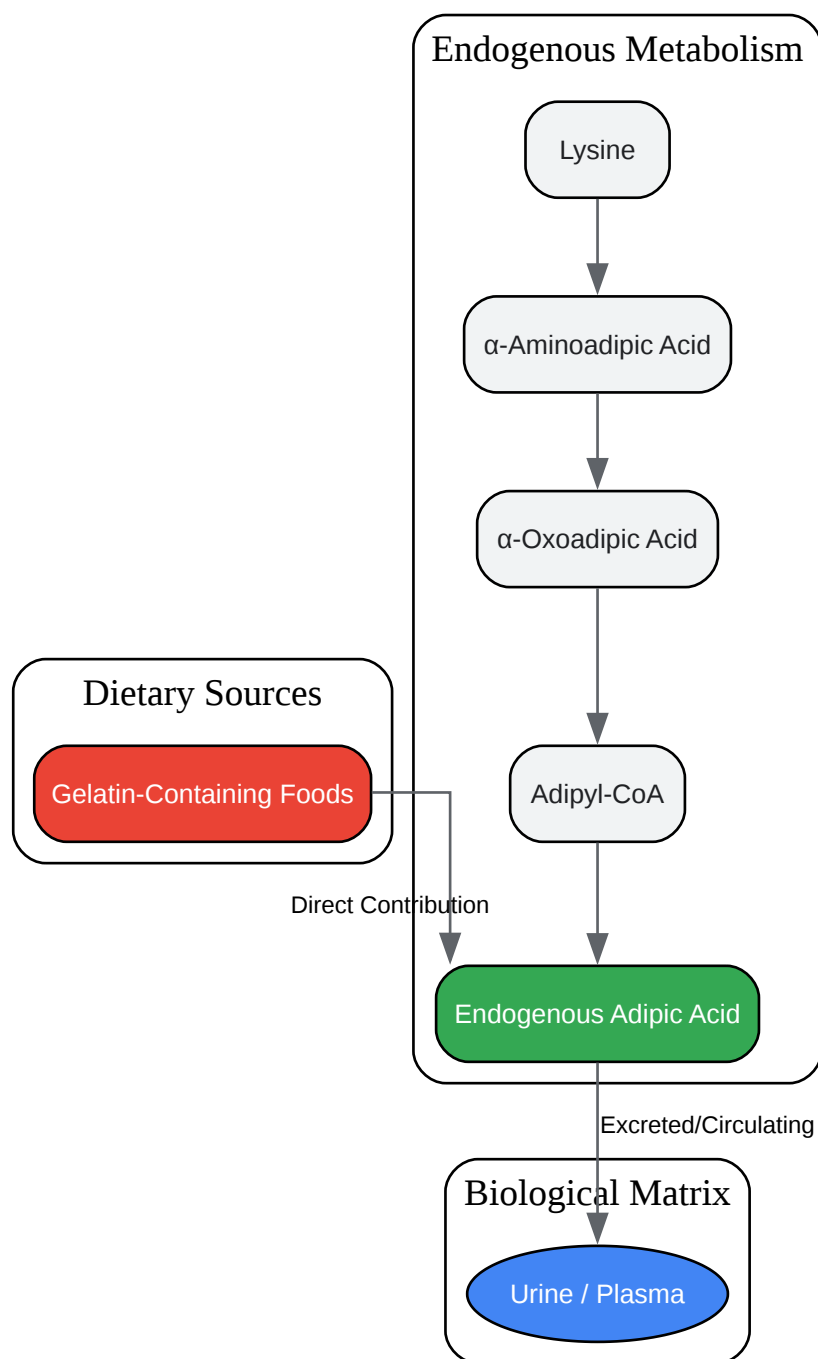 Endogenous Metabolism
Lysine
α-Aminoadipic Acid
α-Oxoadipic Acid
Dietary Sources
Gelatin-Containing Foods
Adipyl-CoA
Direct Contribution
Endogenous Adipic Acid
Excreted/Circulating
Biological Matrix
Urine / Plasma